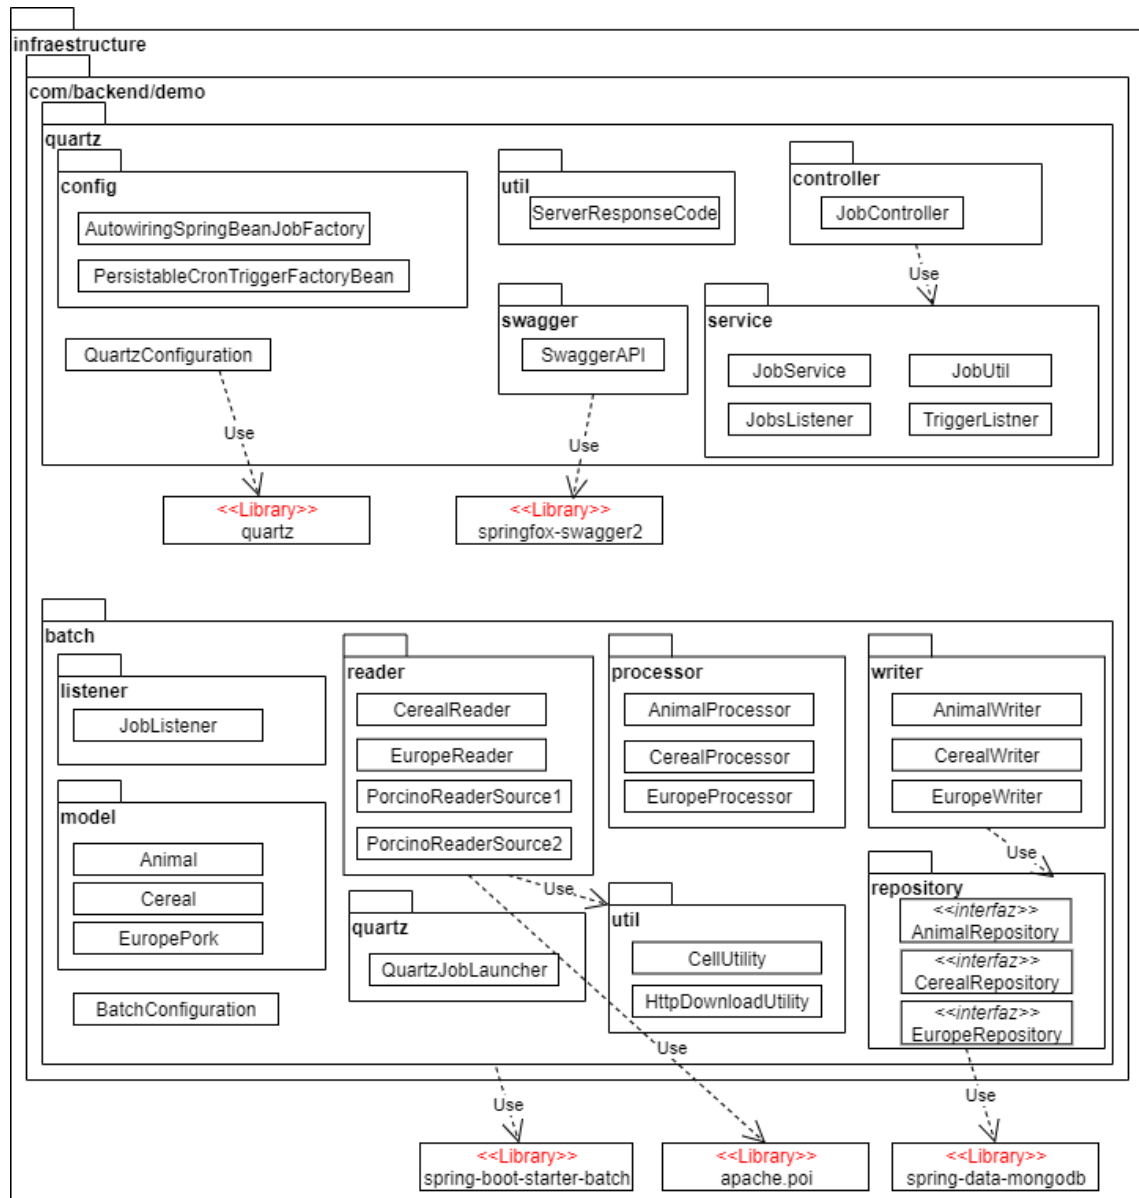 infraestructure
com/backend/demo
quartz
config
AutowiringSpringBeanJobFactory
PersistableCronTriggerFactoryBean
QuartzConfiguration
util
ServerResponseCode
controller
JobController
Use
swagger
SwaggerAPI
service
JobService
JobUtil
JobsListener
TriggerListner
Use
Use
<<Library>>
quartz
<<Library>>
springfox-swagger2
batch
listener
JobListener
model
Animal
Cereal
EuropePork
BatchConfiguration
reader
CerealReader
EuropeReader
PorcinoReaderSource1
PorcinoReaderSource2
processor
AnimalProcessor
CerealProcessor
EuropeProcessor
writer
AnimalWriter
CerealWriter
EuropeWriter
Use
Use
quartz
QuartzJobLauncher
util
CellUtility
HttpDownloadUtility
repository
<<interfaz>>
AnimalRepository
<<interfaz>>
CerealRepository
<<interfaz>>
EuropeRepository
Use
Use
Use
<<Library>>
spring-boot-starter-batch
<<Library>>
apache.poi
<<Library>>
spring-data-mongodb